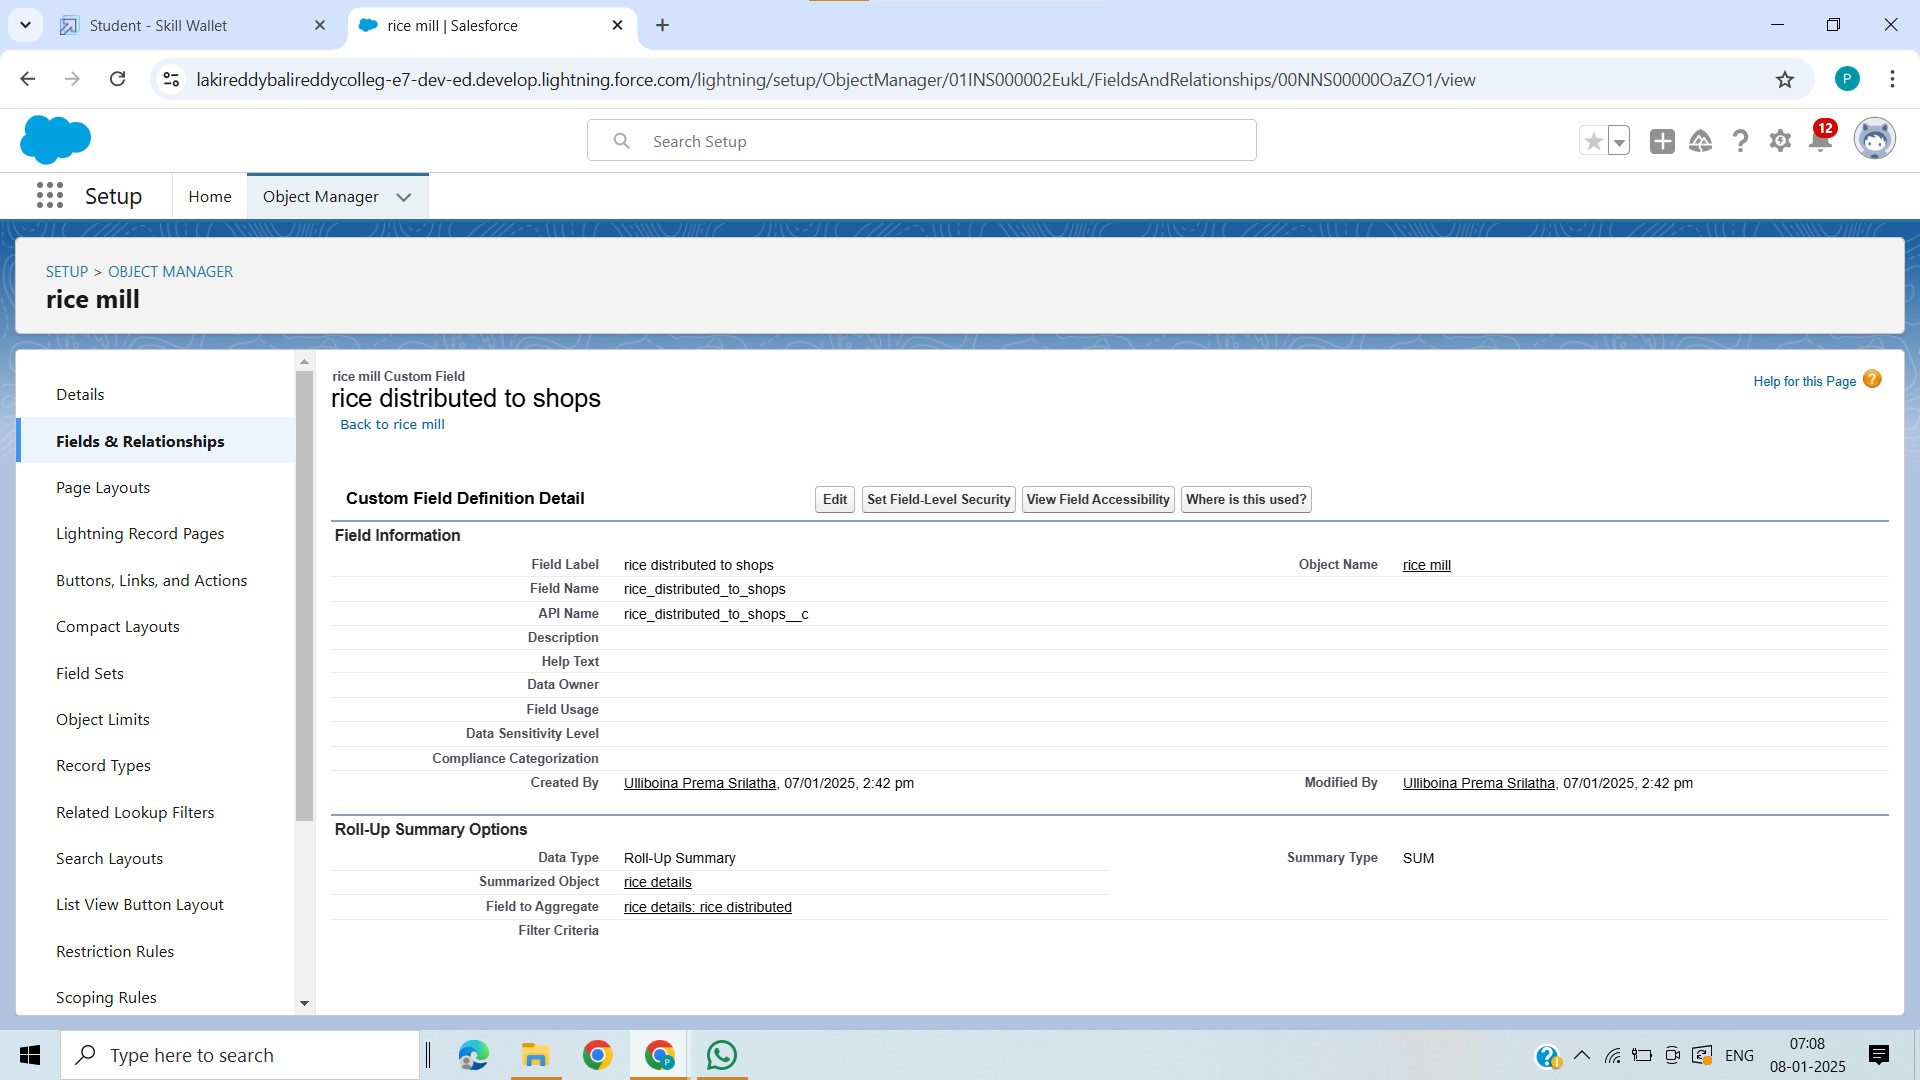 Student - Skill Wallet
rice mill | Salesforce
lakireddybalireddycolleg-e7-dev-ed.develop.lightning.force.com/lightning/setup/ObjectManager/01INS000002EukL/FieldsAndRelationships/00NNS00000OaZO1/view
P
Search Setup
12
Setup
Home
Object Manager
SETUP > OBJECT MANAGER
rice mill
Details
Fields & Relationships
Page Layouts
Lightning Record Pages
Buttons, Links, and Actions
Compact Layouts
Field Sets
Object Limits
Record Types
Related Lookup Filters
Search Layouts
List View Button Layout
Restriction Rules
Scoping Rules
rice mill Custom Field
rice distributed to shops
Back to rice mill
Help for this Page
Custom Field Definition Detail
Edit
Set Field-Level Security
View Field Accessibility
Where is this used?
Field Information
Field Label rice distributed to shops
Object Name rice mill
Field Name rice_distributed_to_shops
API Name rice_distributed_to_shops__c
Description
Help Text
Data Owner
Field Usage
Data Sensitivity Level
Compliance Categorization
Created By Ulliboina Prema Srilatha, 07/01/2025, 2:42 pm
Modified By Ulliboina Prema Srilatha, 07/01/2025, 2:42 pm
Roll-Up Summary Options
Data Type Roll-Up Summary
Summary Type SUM
Summarized Object rice details
Field to Aggregate rice details: rice distributed
Filter Criteria
Type here to search
ENG
07:08
08-01-2025